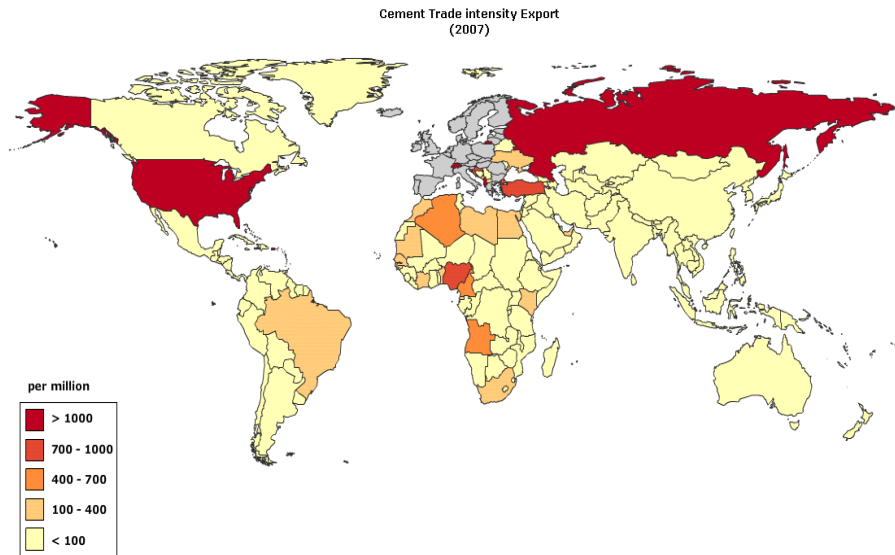 Cement Trade intensity Export
(2007)
per million
> 1000
700 - 1000
400 - 700
100 - 400
< 100